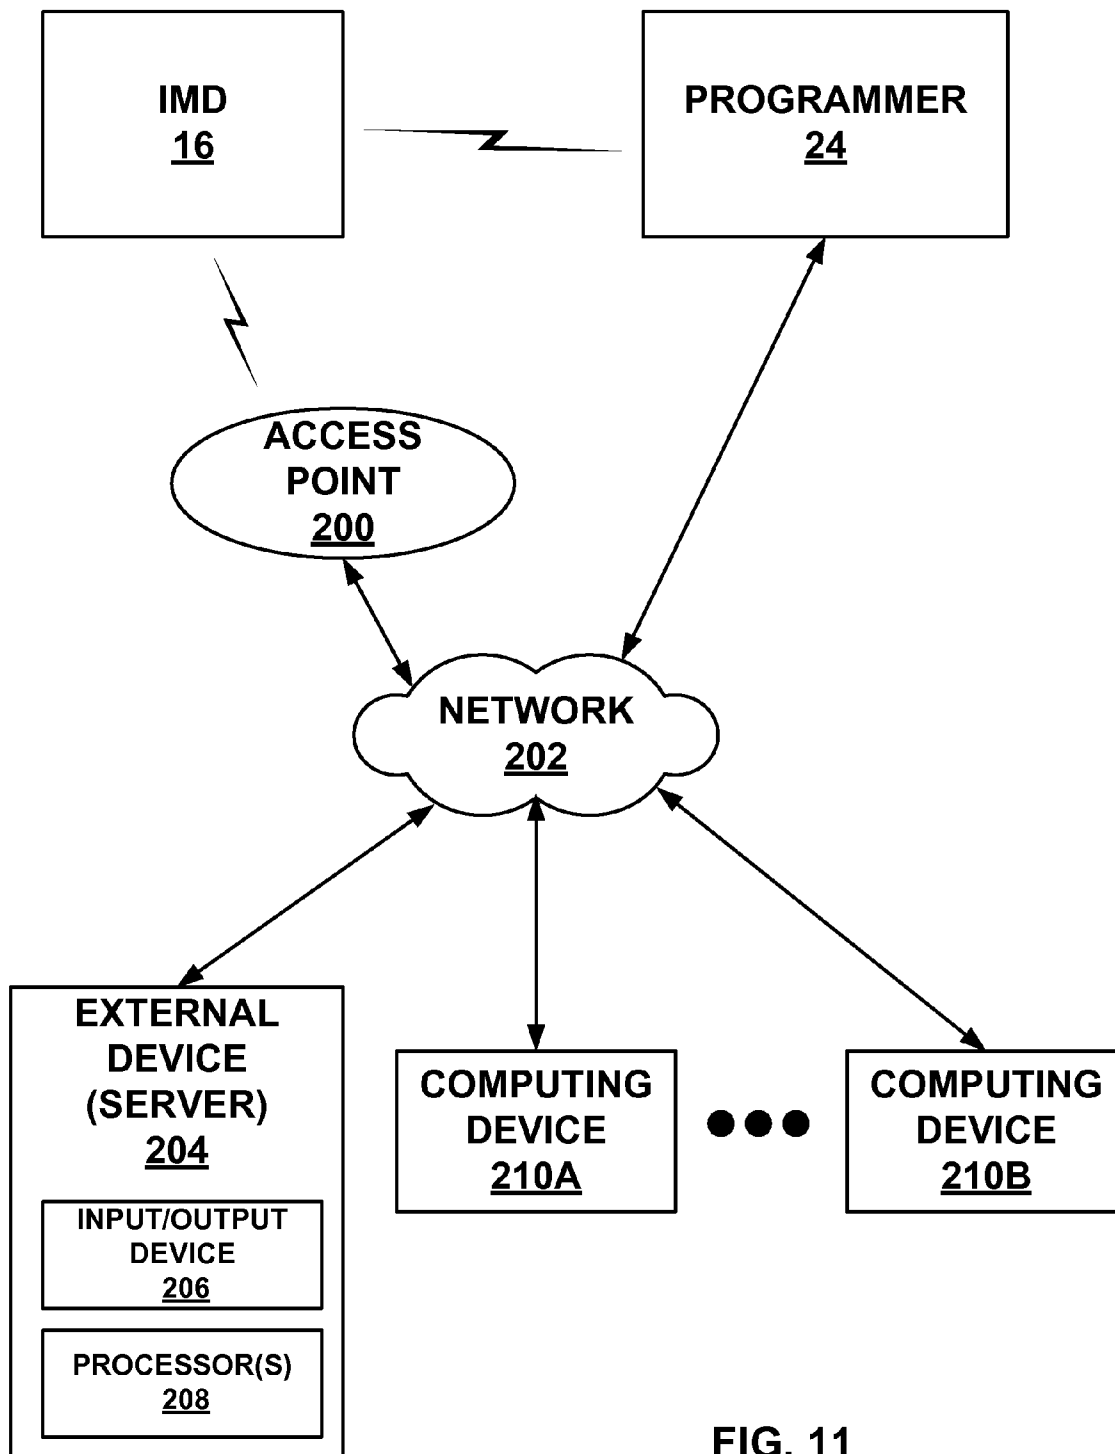 IMD
16
PROGRAMMER
24
ACCESS
POINT
200
NETWORK
202
EXTERNAL
DEVICE
(SERVER)
204
INPUT/OUTPUT
DEVICE
206
PROCESSOR(S)
208
COMPUTING
DEVICE
210A
COMPUTING
DEVICE
210B
FIG. 11